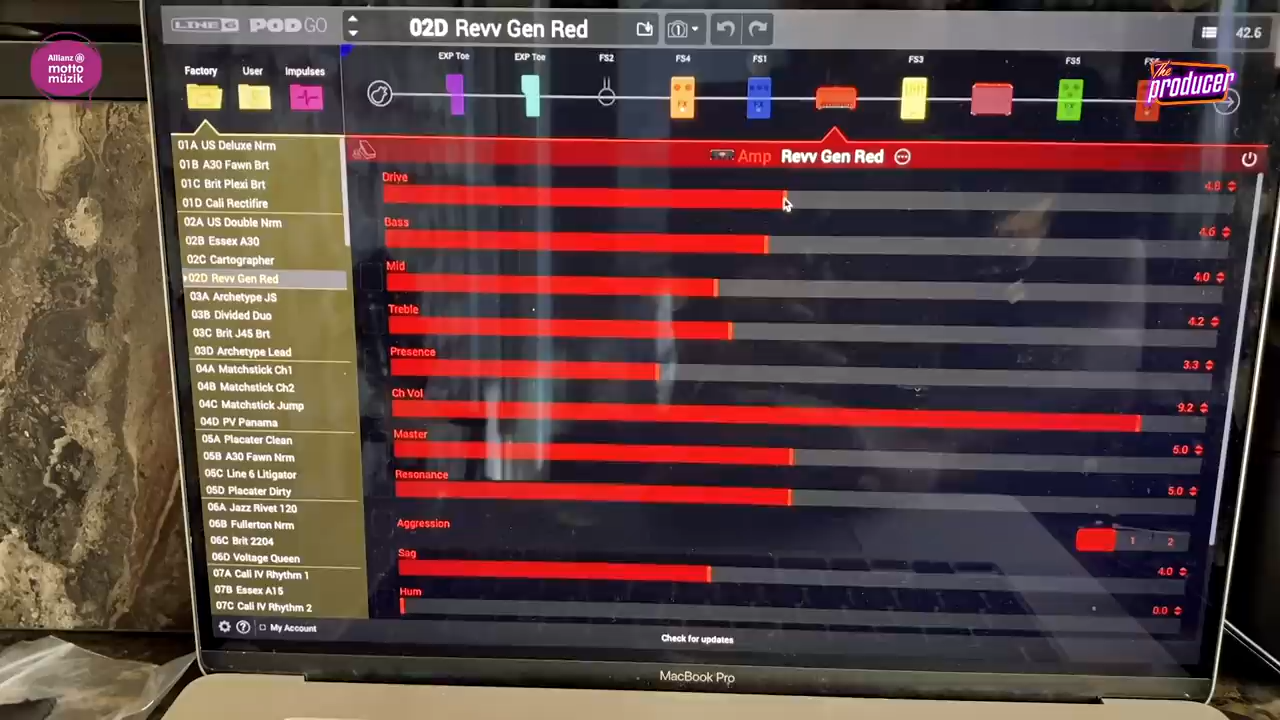 Allianz
motto
müzik
LINE 6 POD GO
02D Revv Gen Red
1
42.6
The
producer
Factory
User
Impulses
EXP Toe
EXP Toe
FS2
FS4
FS1
FS3
FS5
FX
FX
Amp Revv Gen Red
01A US Deluxe Nrm
01B A30 Fawn Brt
01C Brit Plexi Brt
01D Cali Rectifire
02A US Double Nrm
02B Essex A30
02C Cartographer
02D Revv Gen Red
03A Archetype JS
03B Divided Duo
03C Brit J45 Brt
03D Archetype Lead
04A Matchstick Ch1
04B Matchstick Ch2
04C Matchstick Jump
04D PV Panama
05A Placater Clean
05B A30 Fawn Nrm
05C Line 6 Litigator
05D Placater Dirty
06A Jazz Rivet 120
06B Fullerton Nrm
06C Brit 2204
06D Voltage Queen
07A Cali IV Rhythm 1
07B Essex A15
07C Cali IV Rhythm 2
Drive 4.8
Bass 4.6
Mid 4.0
Treble 4.2
Presence 3.3
Ch Vol 9.2
Master 5.0
Resonance 5.0
Aggression 1 2
Sag 4.0
Hum 0.0
? My Account
Check for updates
MacBook Pro